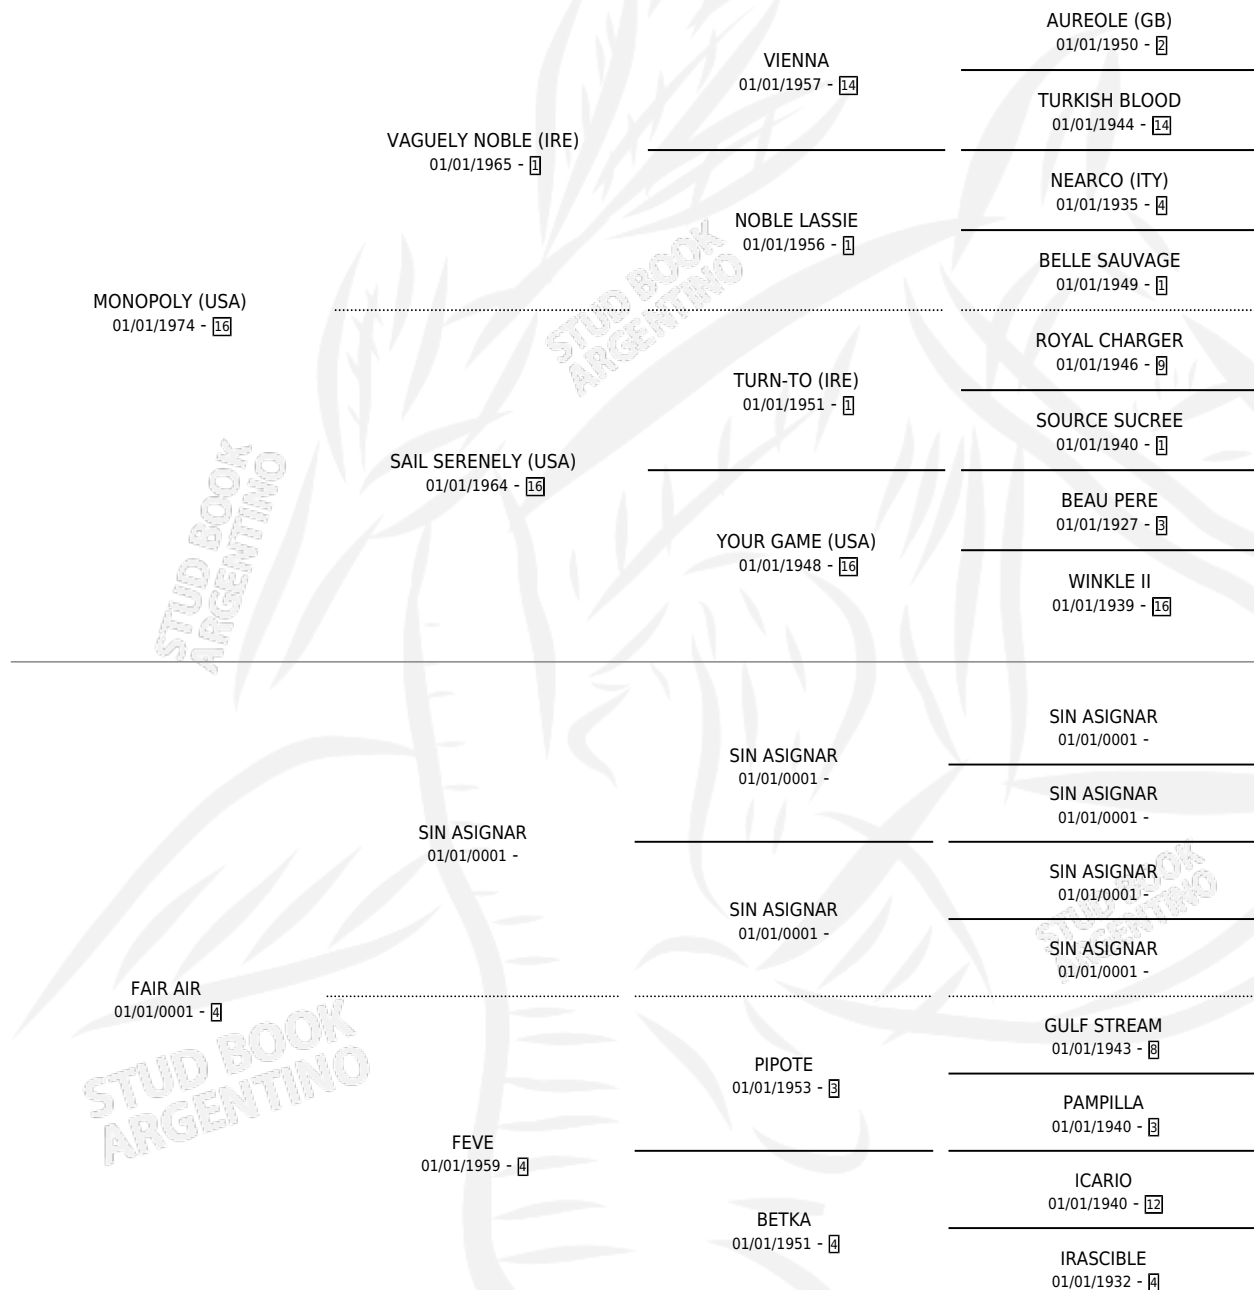 AUREOLE (GB)
01/01/1950 - 2
VIENNA
01/01/1957 - 14
TURKISH BLOOD
01/01/1944 - 14
VAGUELY NOBLE (IRE)
01/01/1965 - 1
NEARCO (ITY)
01/01/1935 - 4
NOBLE LASSIE
01/01/1956 - 1
BELLE SAUVAGE
01/01/1949 - 1
MONOPOLY (USA)
01/01/1974 - 16
ROYAL CHARGER
01/01/1946 - 9
TURN-TO (IRE)
01/01/1951 - 1
SOURCE SUCREE
01/01/1940 - 1
SAIL SERENELY (USA)
01/01/1964 - 16
BEAU PERE
01/01/1927 - 3
YOUR GAME (USA)
01/01/1948 - 16
WINKLE II
01/01/1939 - 16
STUD BOOK
ARGENTINO
STUD BOOK
ARGENTINO
SIN ASIGNAR
01/01/0001 -
SIN ASIGNAR
01/01/0001 -
SIN ASIGNAR
01/01/0001 -
SIN ASIGNAR
01/01/0001 -
SIN ASIGNAR
01/01/0001 -
SIN ASIGNAR
01/01/0001 -
SIN ASIGNAR
01/01/0001 -
FAIR AIR
01/01/0001 - 4
GULF STREAM
01/01/1943 - 8
PIPOTE
01/01/1953 - 3
PAMPILLA
01/01/1940 - 3
FEVE
01/01/1959 - 4
ICARIO
01/01/1940 - 12
BETKA
01/01/1951 - 4
IRASCIBLE
01/01/1932 - 4
STUD BOOK
ARGENTINO
STUD BOOK
ARGENTINO